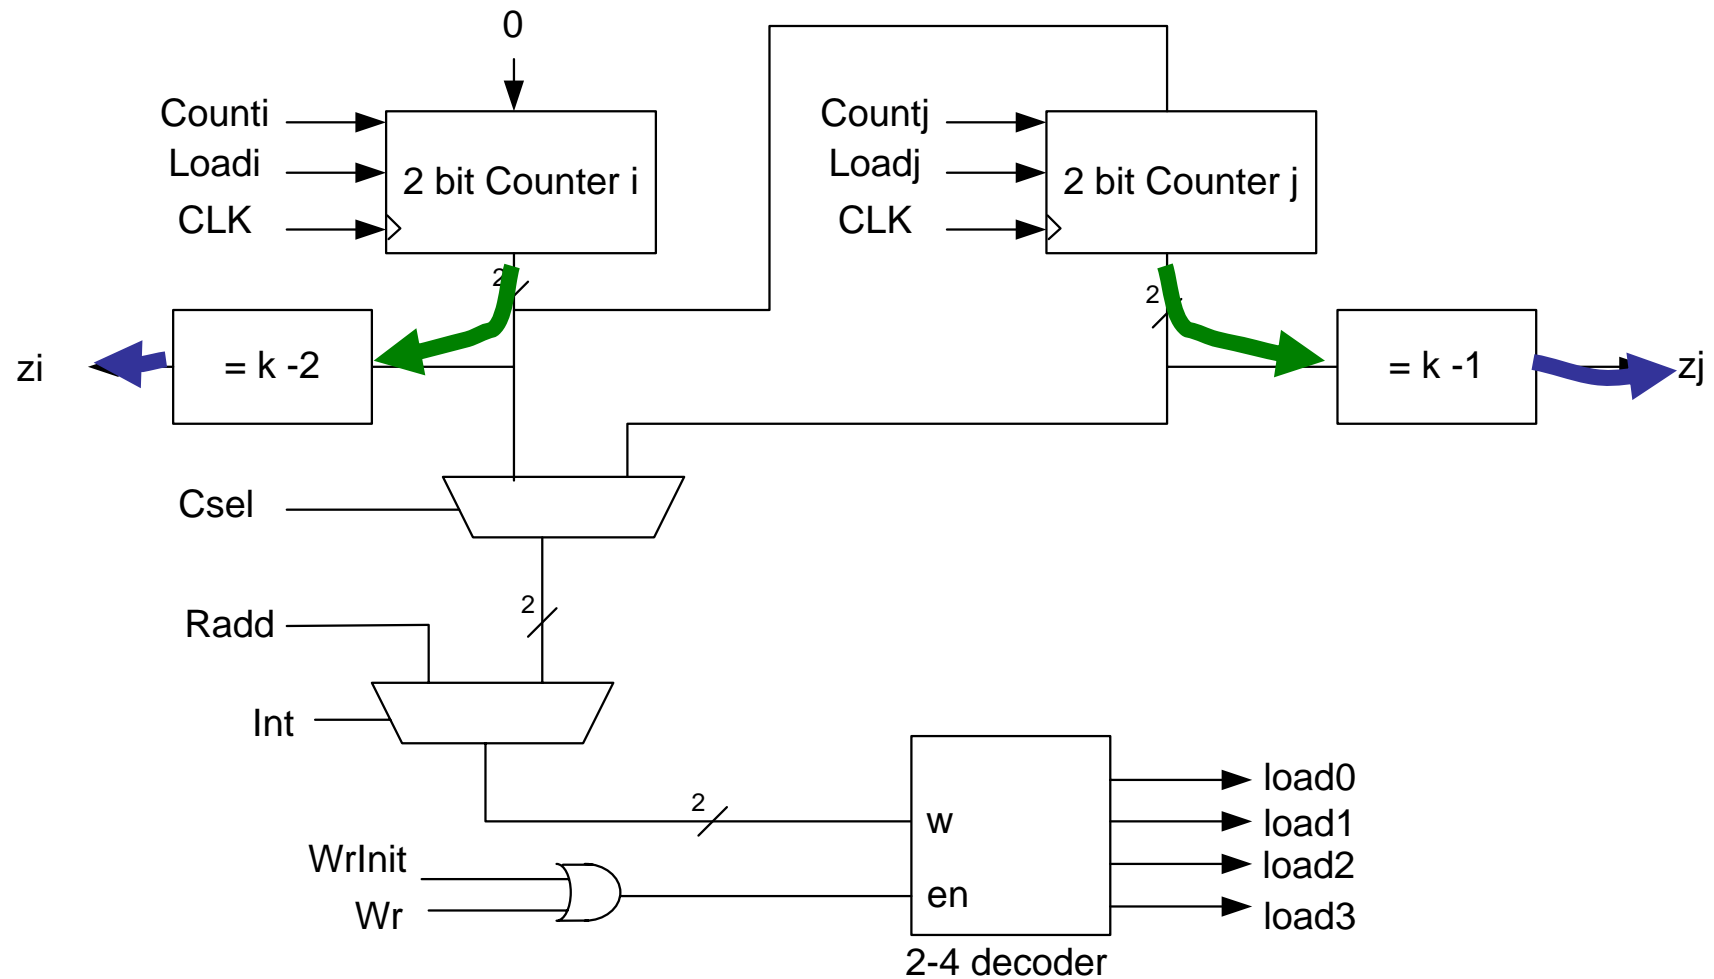 0
Counti
Countj
Loadi
Loadj
2 bit Counter i
2 bit Counter j
CLK
CLK
2
2
zi
= k -2
= k -1
zj
Csel
2
Radd
Int
2
load0
w
load1
WrInit
load2
en
Wr
load3
2-4 decoder